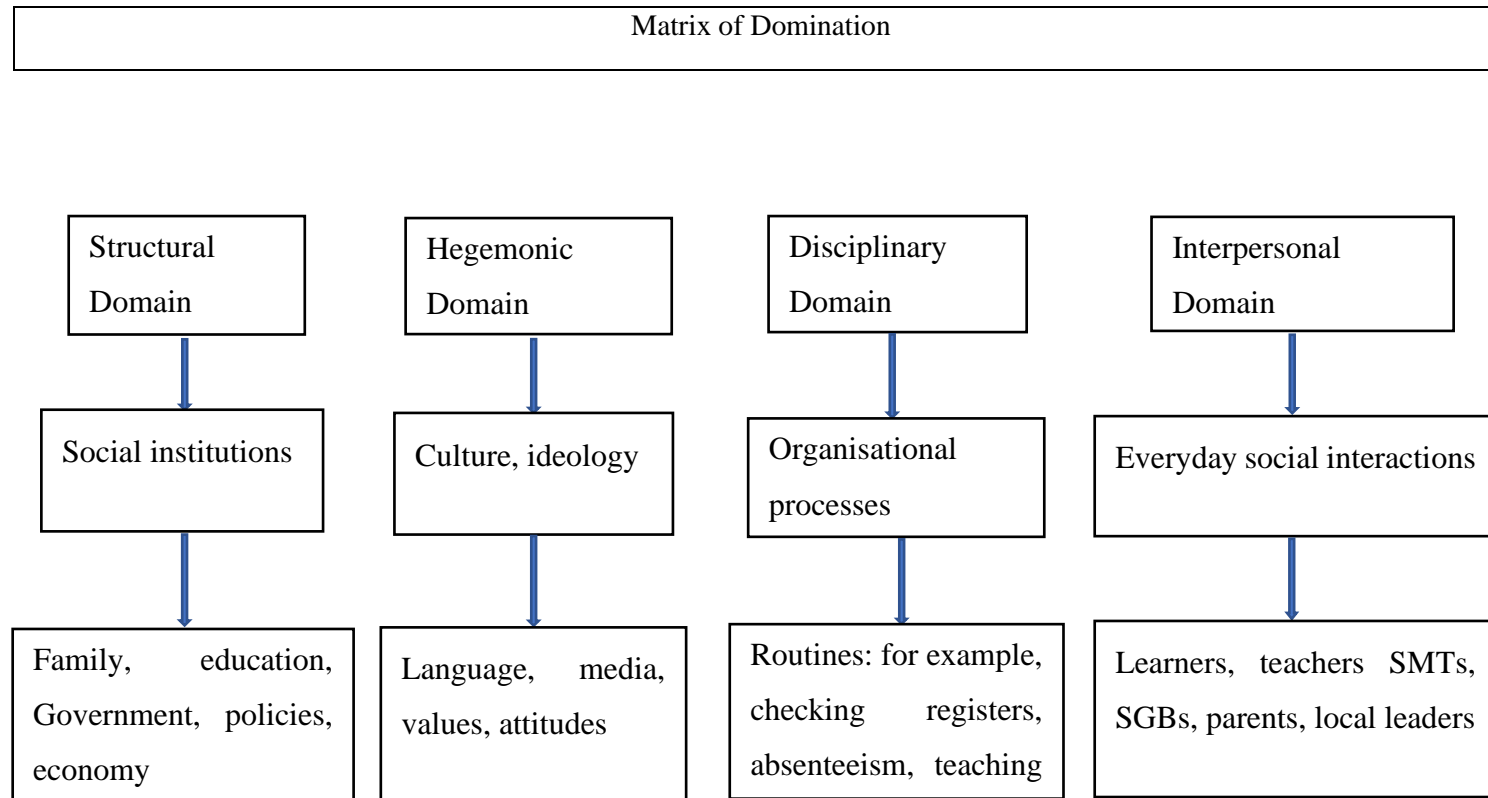 Matrix of Domination
Structural
Domain
Hegemonic
Domain
Disciplinary
Domain
Interpersonal
Domain
Social institutions
Culture, ideology
Organisational
processes
Everyday social interactions
Family, education,
Government, policies,
economy
Language, media,
values, attitudes
Routines: for example,
checking registers,
absenteeism, teaching
Learners, teachers SMTs,
SGBs, parents, local leaders